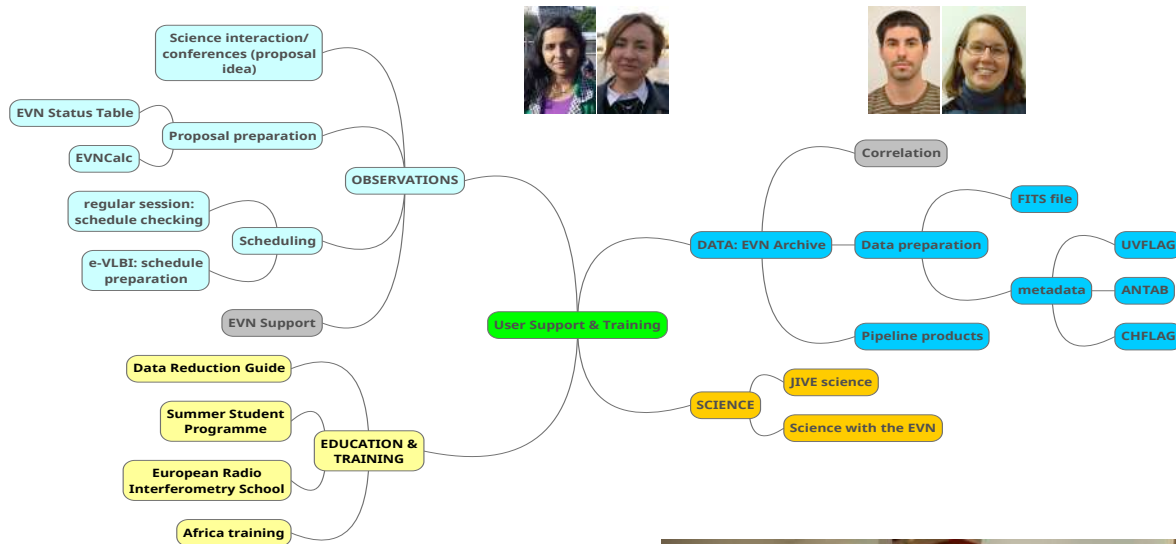 Science interaction/
conferences (proposal
idea)
EVN Status Table
Proposal preparation
EVNCalc
OBSERVATIONS
regular session:
schedule checking
Scheduling
e-VLBI: schedule
preparation
EVN Support
User Support & Training
Data Reduction Guide
Summer Student
Programme
EDUCATION &
TRAINING
European Radio
Interferometry School
Africa training
Correlation
FITS file
DATA: EVN Archive
Data preparation
UVFLAG
metadata
ANTAB
CHFLAG
Pipeline products
JIVE science
SCIENCE
Science with the EVN